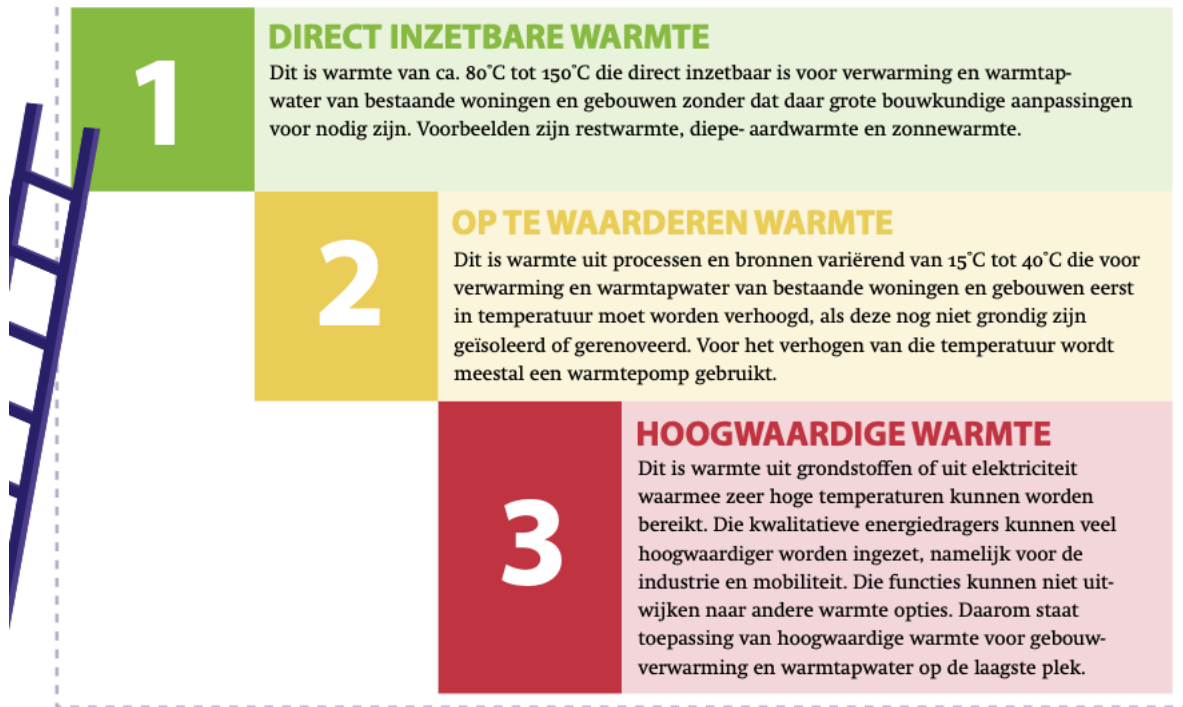 1
DIRECT INZETBARE WARMTE
Dit is warmte van ca. 80°C tot 150°C die direct inzetbaar is voor verwarming en warmtap-
water van bestaande woningen en gebouwen zonder dat daar grote bouwkundige aanpassingen
voor nodig zijn. Voorbeelden zijn restwarmte, diepe- aardwarmte en zonnewarmte.
2
OP TE WAARDEREN WARMTE
Dit is warmte uit processen en bronnen variërend van 15°C tot 40°C die voor
verwarming en warmtapwater van bestaande woningen en gebouwen eerst
in temperatuur moet worden verhoogd, als deze nog niet grondig zijn
geïsoleerd of gerenoveerd. Voor het verhogen van die temperatuur wordt
meestal een warmtepomp gebruikt.
3
HOOGWAARDIGE WARMTE
Dit is warmte uit grondstoffen of uit elektriciteit
waarmee zeer hoge temperaturen kunnen worden
bereikt. Die kwalitatieve energiedragers kunnen veel
hoogwaardiger worden ingezet, namelijk voor de
industrie en mobiliteit. Die functies kunnen niet uit-
wijken naar andere warmte opties. Daarom staat
toepassing van hoogwaardige warmte voor gebouw-
verwarming en warmtapwater op de laagste plek.